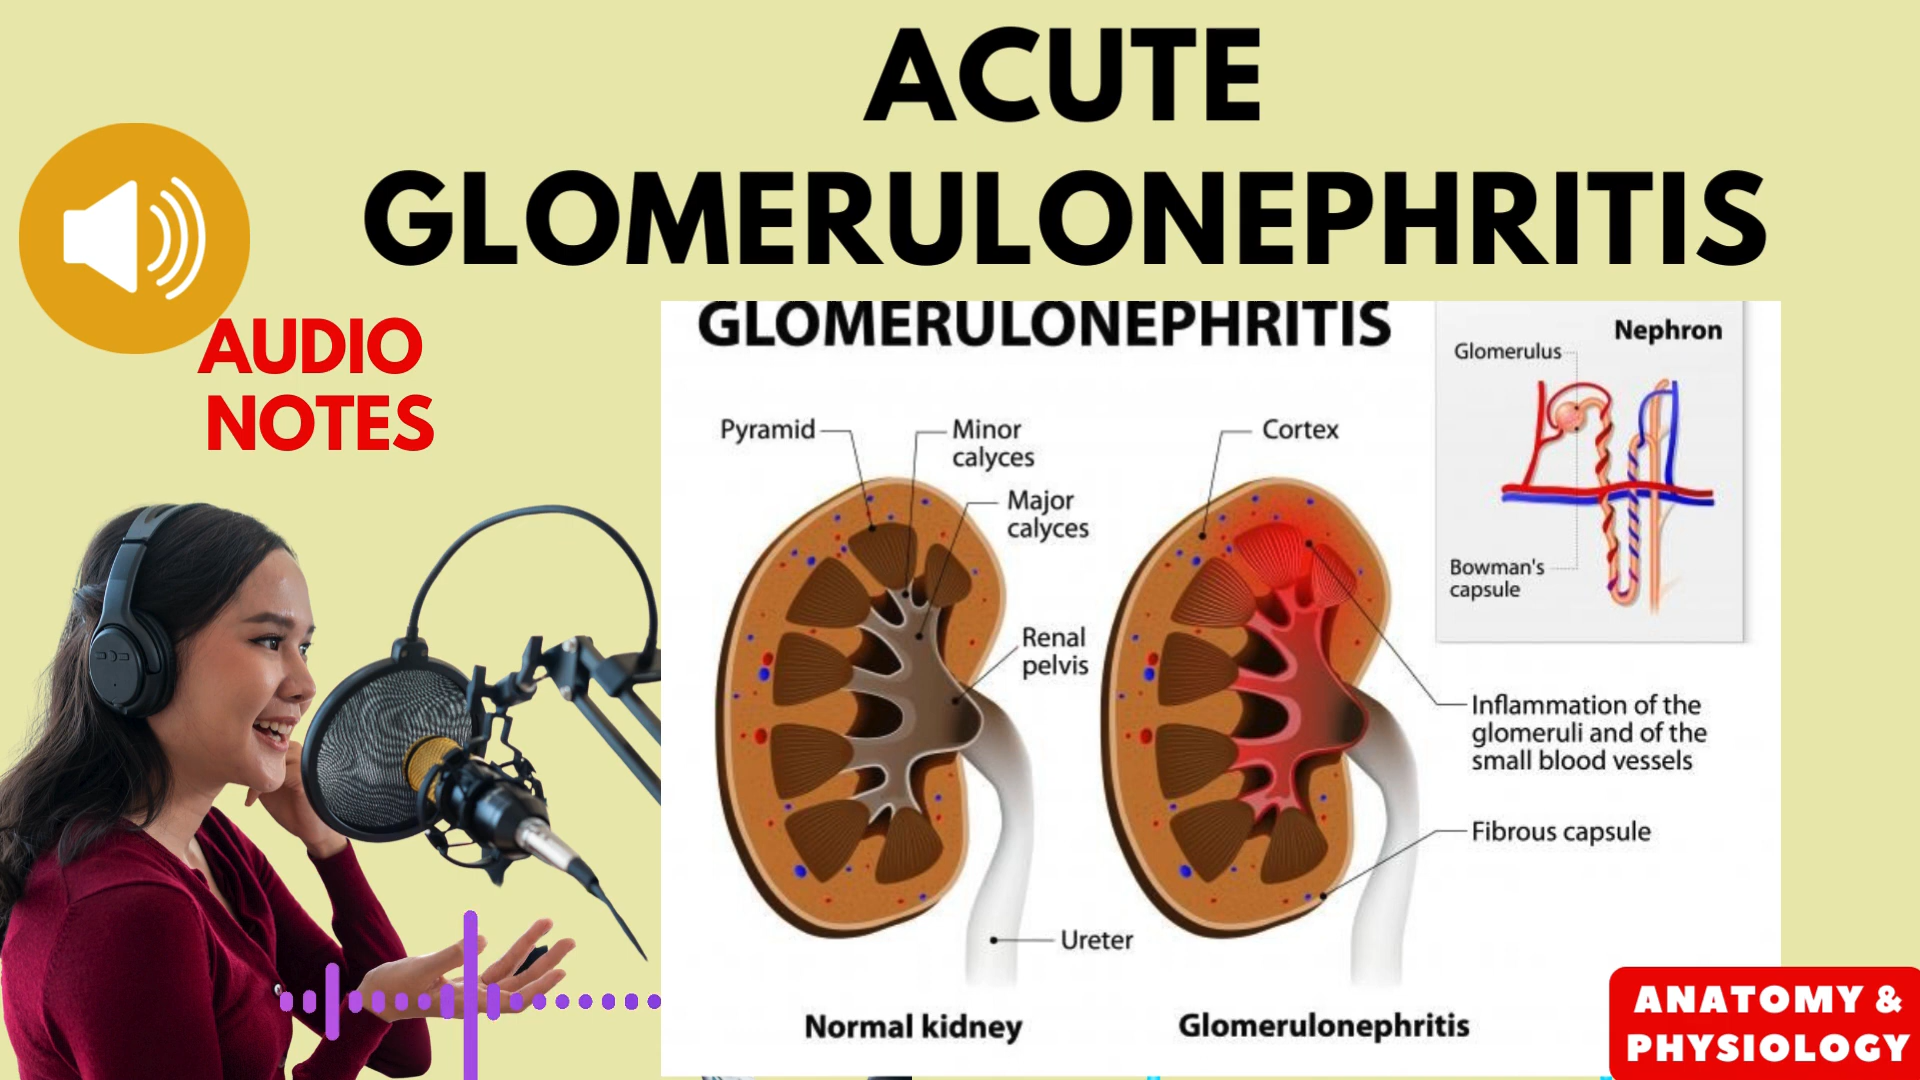 ACUTE
GLOMERULONEPHRITIS
AUDIO
NOTES
GLOMERULONEPHRITIS
Nephron
Glomerulus
Bowman's
capsule
Pyramid
Minor
calyces
Major
calyces
Renal
pelvis
Ureter
Normal kidney
Cortex
Inflammation of the
glomeruli and of the
small blood vessels
Fibrous capsule
Glomerulonephritis
ANATOMY &
PHYSIOLOGY